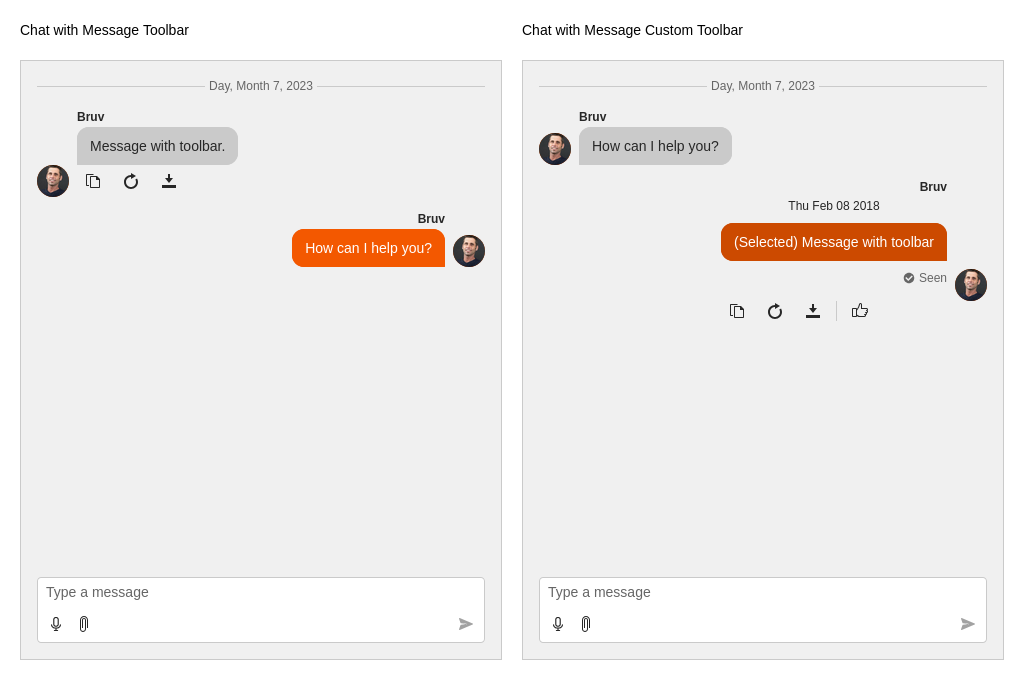 Chat with Message Toolbar
Day, Month 7, 2023
Bruv
Message with toolbar.
Bruv
How can I help you?
Type a message
Chat with Message Custom Toolbar
Day, Month 7, 2023
Bruv
How can I help you?
Bruv
Thu Feb 08 2018
(Selected) Message with toolbar
Seen
Type a message